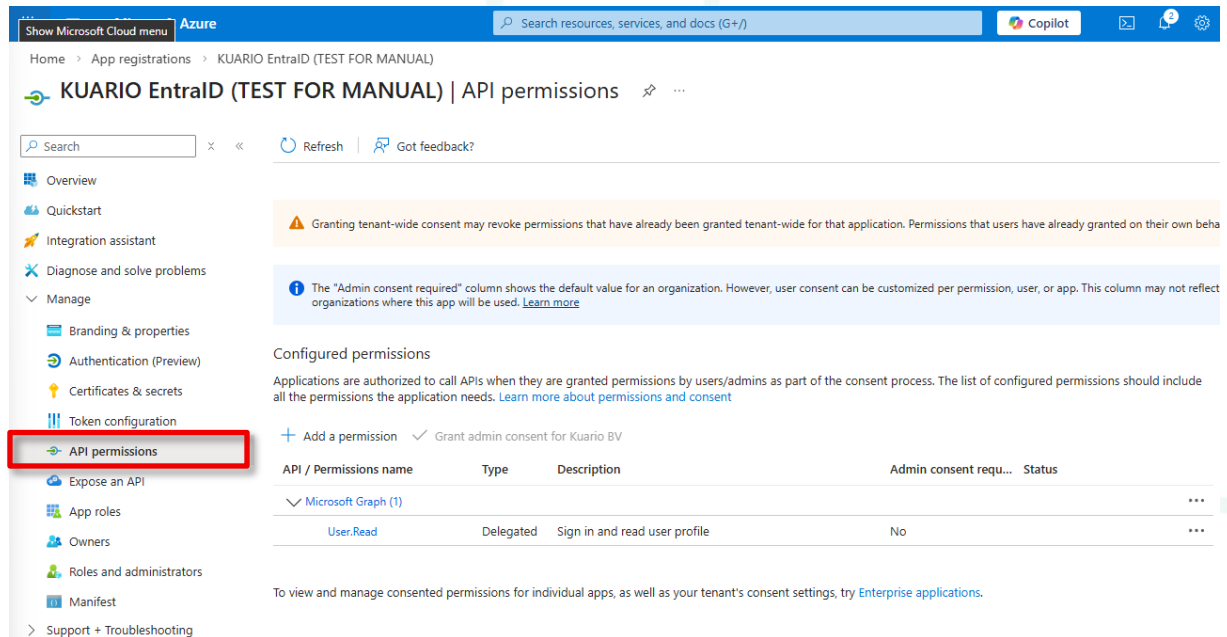 Show Microsoft Cloud menu
Azure
Search resources, services, and docs (G+/)
Copilot
2
Home > App registrations > KUARIO EntraID (TEST FOR MANUAL)
KUARIO EntraID (TEST FOR MANUAL) | API permissions
Search
Refresh
Got feedback?
Overview
Quickstart
Integration assistant
Diagnose and solve problems
Manage
Branding & properties
Authentication (Preview)
Certificates & secrets
Token configuration
API permissions
Expose an API
App roles
Owners
Roles and administrators
Manifest
Support + Troubleshooting
Granting tenant-wide consent may revoke permissions that have already been granted tenant-wide for that application. Permissions that users have already granted on their own beha
The "Admin consent required" column shows the default value for an organization. However, user consent can be customized per permission, user, or app. This column may not reflect
organizations where this app will be used. Learn more
Configured permissions
Applications are authorized to call APIs when they are granted permissions by users/admins as part of the consent process. The list of configured permissions should include
all the permissions the application needs. Learn more about permissions and consent
Add a permission
Grant admin consent for Kuario BV
API / Permissions name Type Description Admin consent requ... Status
Microsoft Graph (1)
User.Read Delegated Sign in and read user profile No
To view and manage consented permissions for individual apps, as well as your tenant's consent settings, try Enterprise applications.